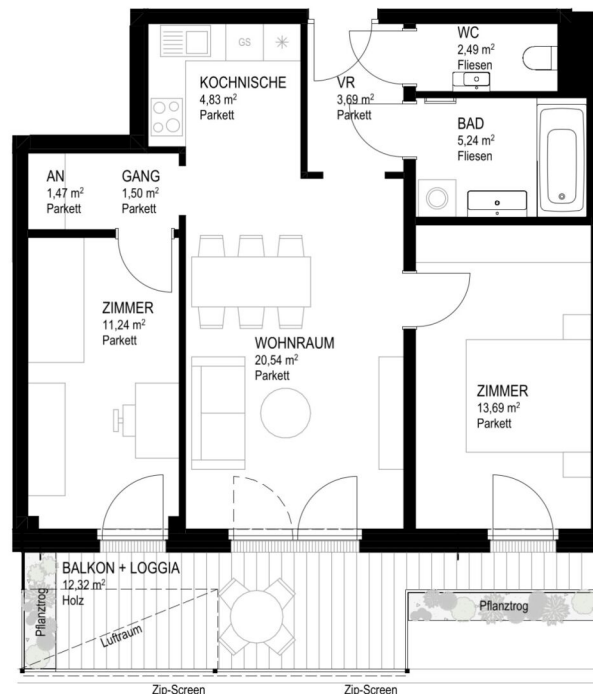 WC
2,49 m²
Fliesen
GS
KOCHNISCHE
4,83 m²
Parkett
VR
3,69 m²
Parkett
BAD
5,24 m²
Fliesen
AN
1,47 m²
Parkett
GANG
1,50 m²
Parkett
ZIMMER
11,24 m²
Parkett
WOHNRAUM
20,54 m²
Parkett
ZIMMER
13,69 m²
Parkett
BALKON + LOGGIA
12,32 m²
Holz
Pflanztrog
Luftraum
Pflanztrog
Zip-Screen
Zip-Screen